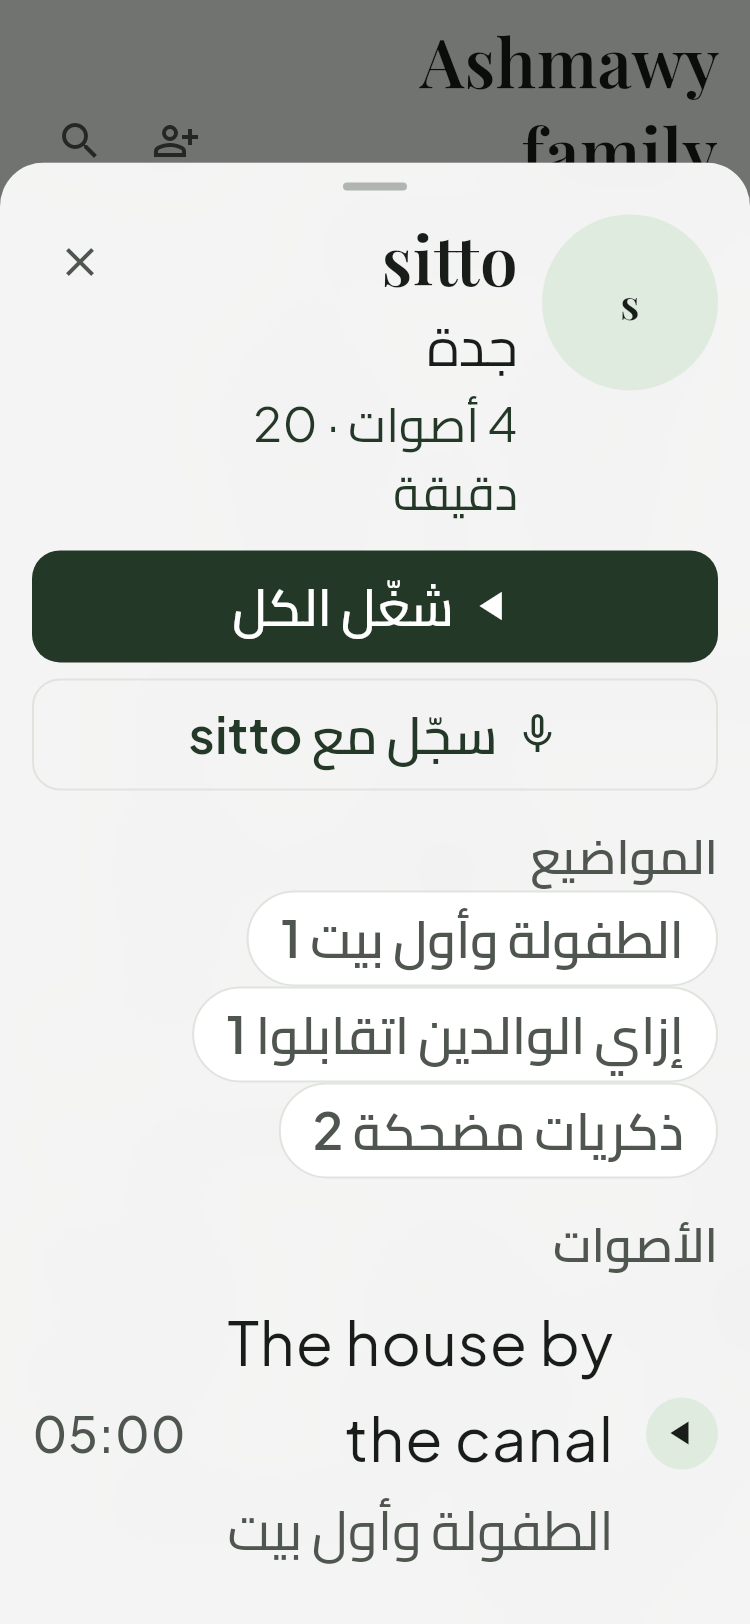 Ashmawy
family
sitto
s
جدة
4 أصوات · 20
دقيقة
شغّل الكل
سجّل مع sitto
المواضيع
الطفولة وأول بيت 1
إزاي الوالدين اتقابلوا 1
ذكريات مضحكة 2
الأصوات
The house by
the canal
05:00
الطفولة وأول بيت